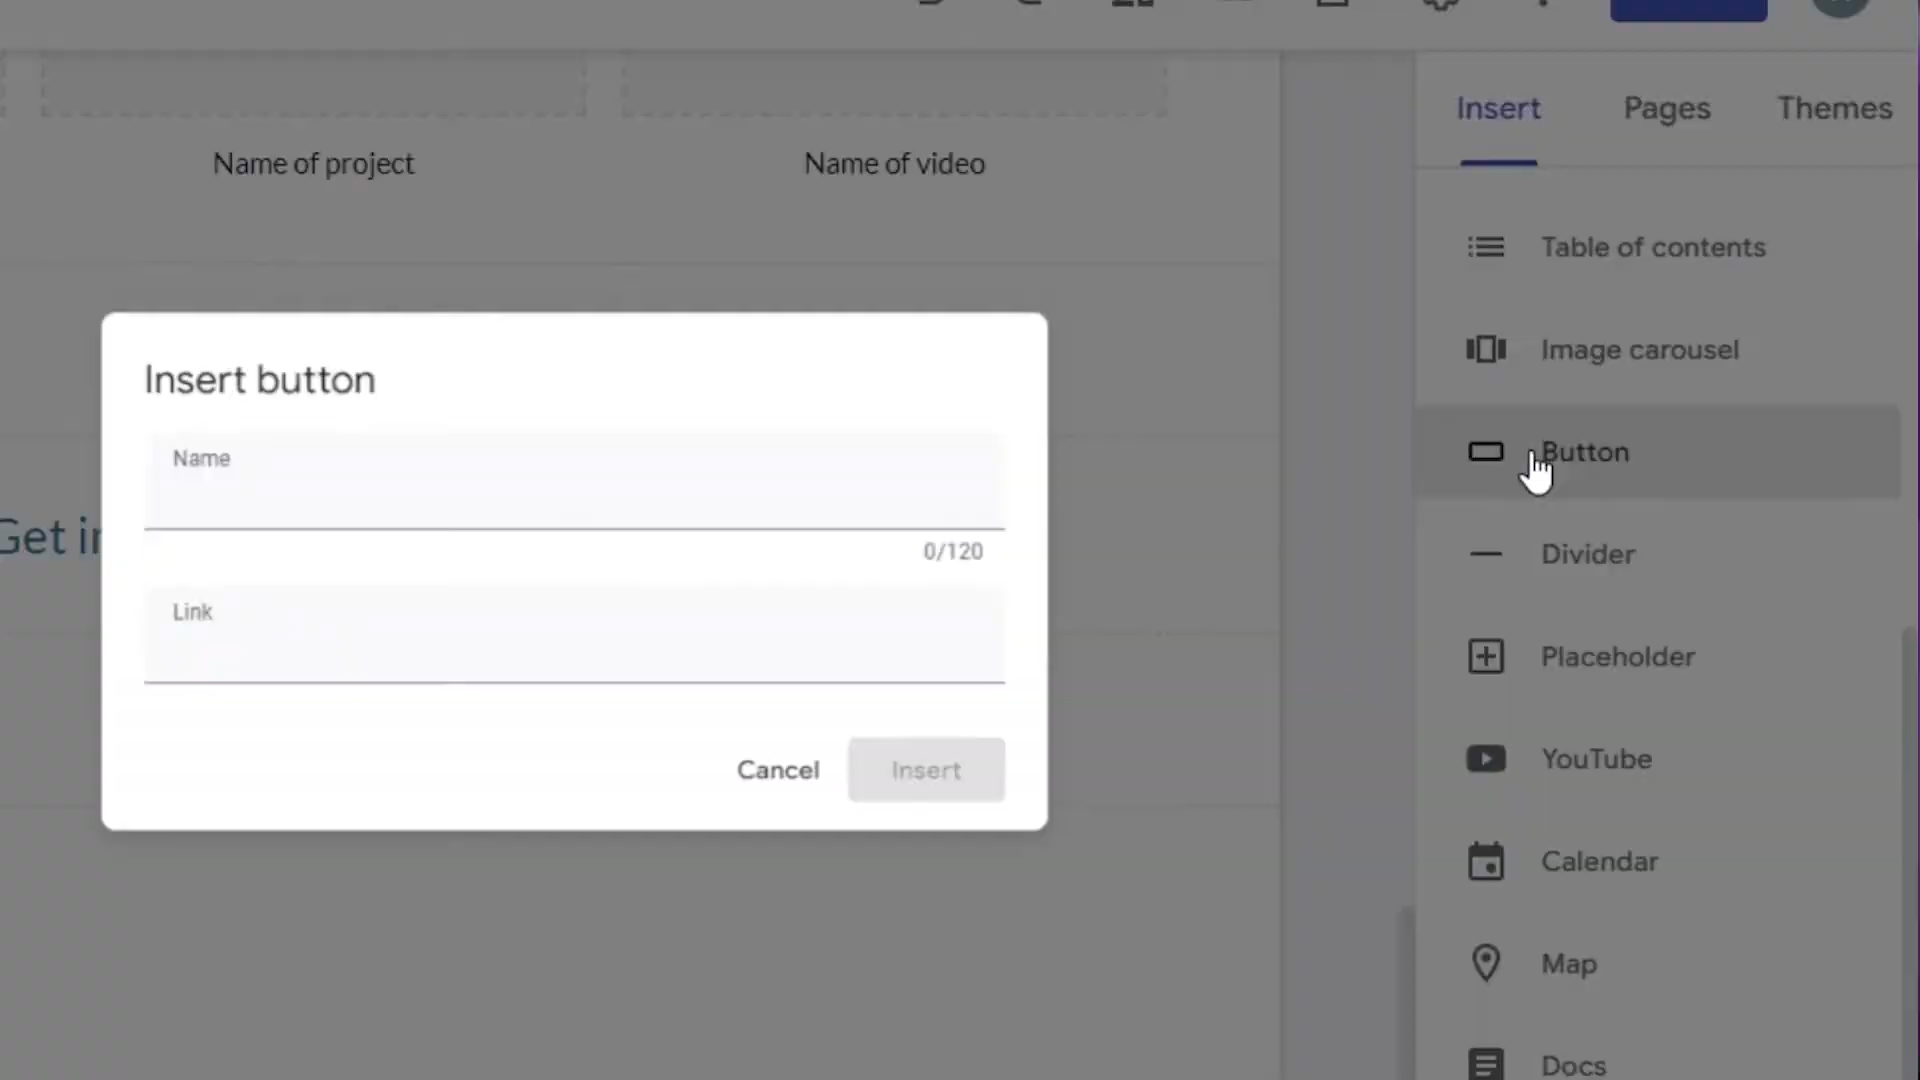 Insert Pages Themes
Name of project Name of video
Table of contents
Image carousel
Insert button
Button
Name
Get i
0/120
Divider
Link
Placeholder
YouTube
Cancel Insert
Calendar
Map
Docs